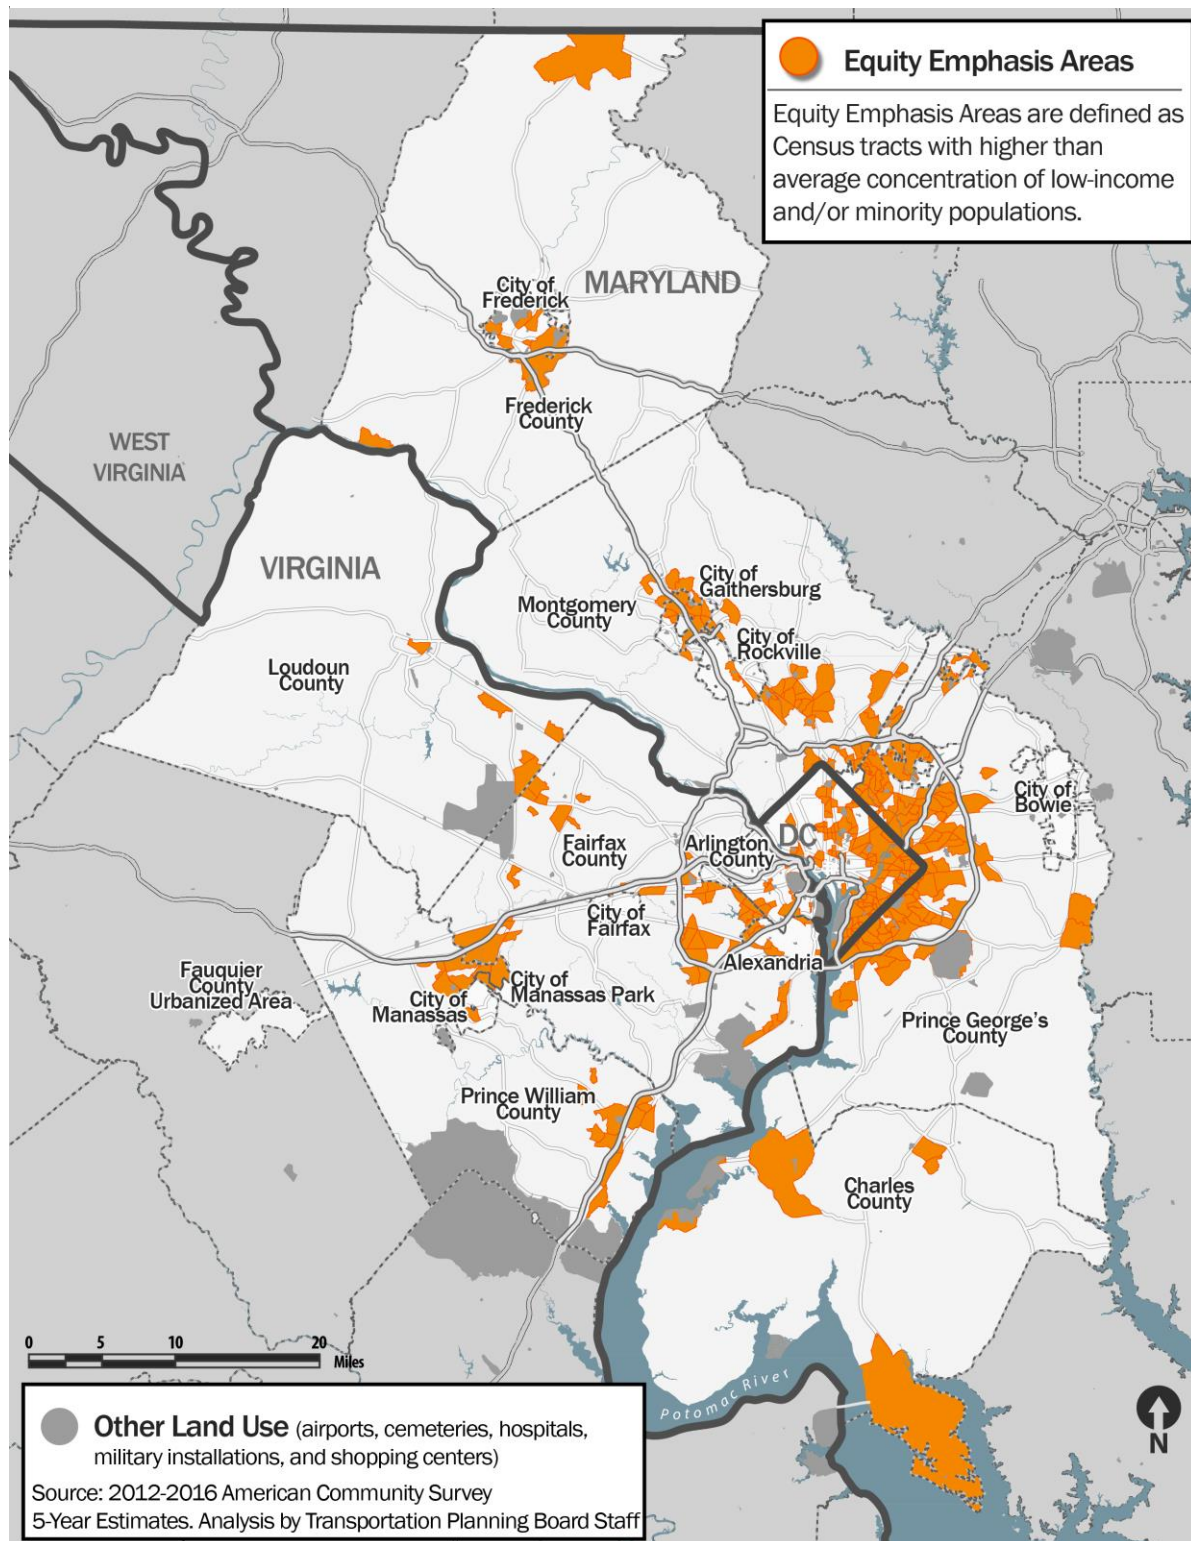 Equity Emphasis Areas
Equity Emphasis Areas are defined as
Census tracts with higher than
average concentration of low-income
and/or minority populations.
City of
Frederick
MARYLAND
Frederick
County
WEST
VIRGINIA
VIRGINIA
City of
Gaithersburg
Montgomery
County
City of
Rockville
Loudoun
County
City of
Bowie
DC
Arlington
County
Fairfax
County
City of
Fairfax
Alexandria
Fauquier
County
Urbanized Area
City of
Manassas Park
City of
Manassas
Prince George's
County
Prince William
County
Charles
County
0 5 10 20
Miles
Potomac River
N
Other Land Use (airports, cemeteries, hospitals,
military installations, and shopping centers)
Source: 2012-2016 American Community Survey
5-Year Estimates. Analysis by Transportation Planning Board Staff